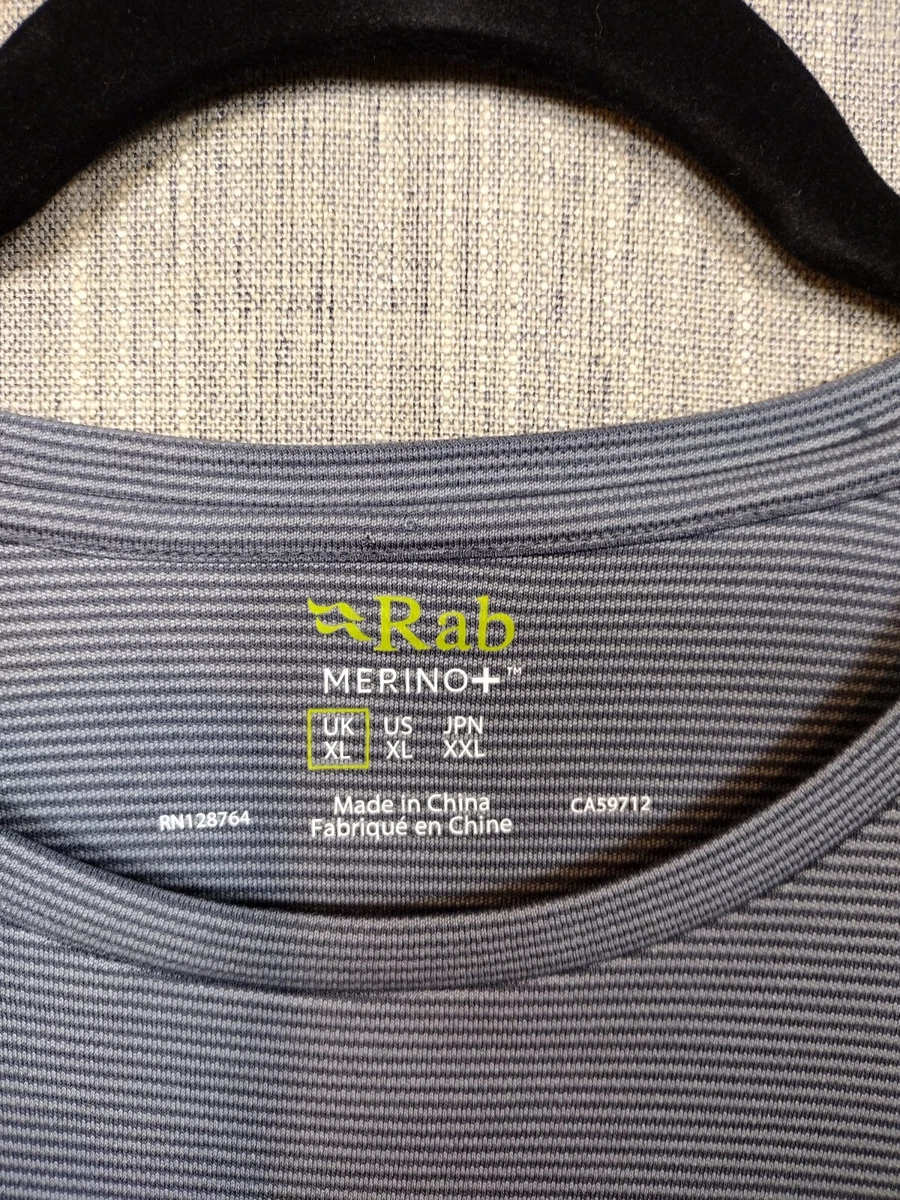 Rab
MERINO+™
UK US JPN
XL XL XXL
RN128764
Made in China
Fabriqué en Chine
CA59712